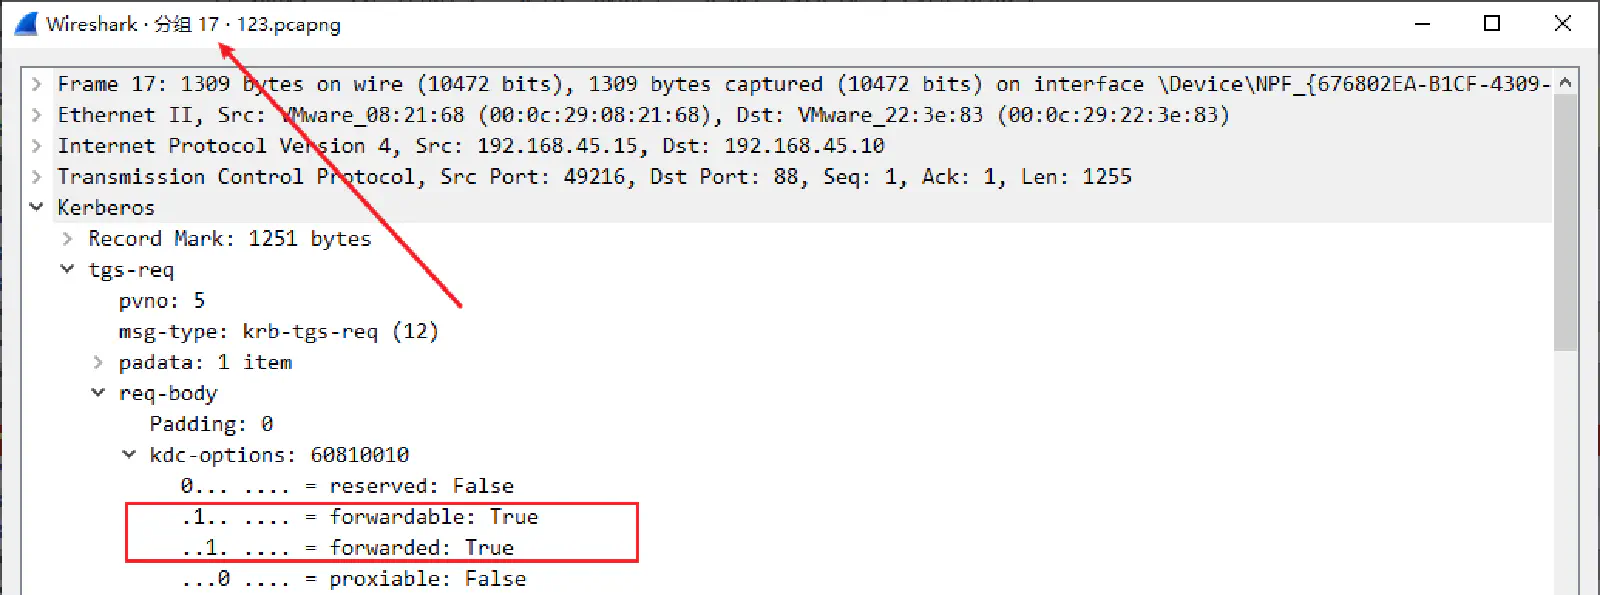 Wireshark · 分组 17 · 123.pcapng
Frame 17: 1309 bytes on wire (10472 bits), 1309 bytes captured (10472 bits) on interface \Device\NPF_{676802EA-B1CF-4309-
Ethernet II, Src: VMware_08:21:68 (00:0c:29:08:21:68), Dst: VMware_22:3e:83 (00:0c:29:22:3e:83)
Internet Protocol Version 4, Src: 192.168.45.15, Dst: 192.168.45.10
Transmission Control Protocol, Src Port: 49216, Dst Port: 88, Seq: 1, Ack: 1, Len: 1255
Kerberos
Record Mark: 1251 bytes
tgs-req
pvno: 5
msg-type: krb-tgs-req (12)
padata: 1 item
req-body
Padding: 0
kdc-options: 60810010
0... .... = reserved: False
.1.. .... = forwardable: True
..1. .... = forwarded: True
...0 .... = proxiable: False